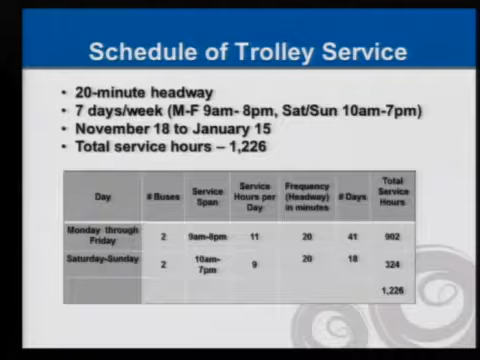 Schedule of Trolley Service
• 20-minute headway
• 7 days/week (M-F 9am- 8pm, Sat/Sun 10am-7pm)
• November 18 to January 15
• Total service hours – 1,226
Day # Buses Service Span Service Hours per Day Frequency (Headway) in minutes # Days Total Service Hours
Monday through Friday 2 9am-8pm 11 20 41 902
Saturday-Sunday 2 10am-7pm 9 20 18 324
1,226